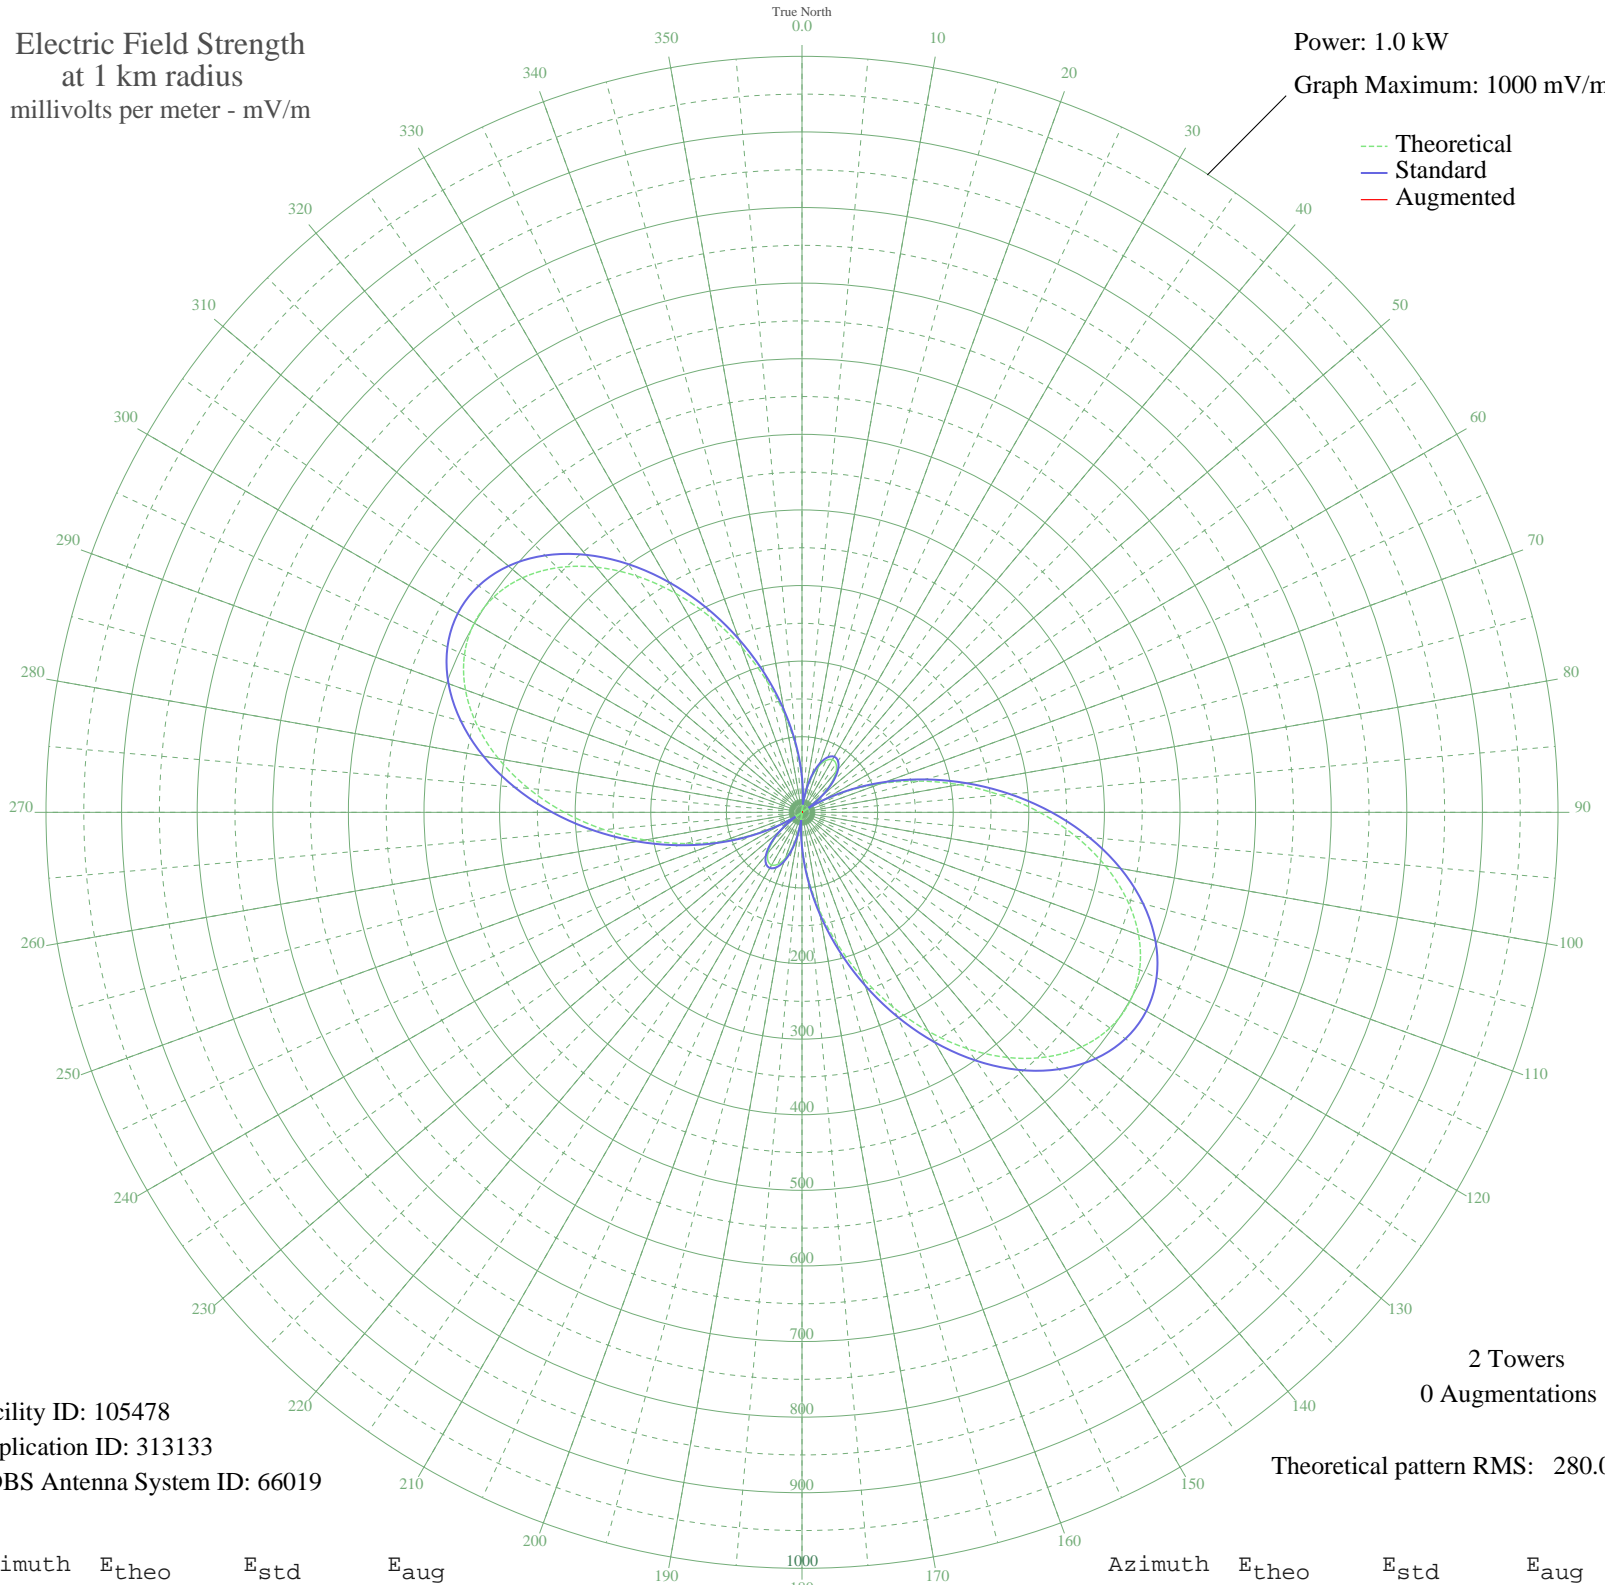 True North
Electric Field Strength
at 1 km radius
millivolts per meter - mV/m
Power: 1.0 kW
Graph Maximum: 1000 mV/m
Theoretical
Standard
Augmented
0.0
10
20
30
40
50
60
70
80
90
100
110
120
130
140
150
160
170
190
200
210
220
230
240
250
260
270
280
290
300
310
320
330
340
350
200
300
400
500
600
700
800
900
1000
2 Towers
0 Augmentations
Theoretical pattern RMS: 280.0
cility ID: 105478
plication ID: 313133
DBS Antenna System ID: 66019
imuth Etheo Estd Eaug
Azimuth Etheo Estd Eaug